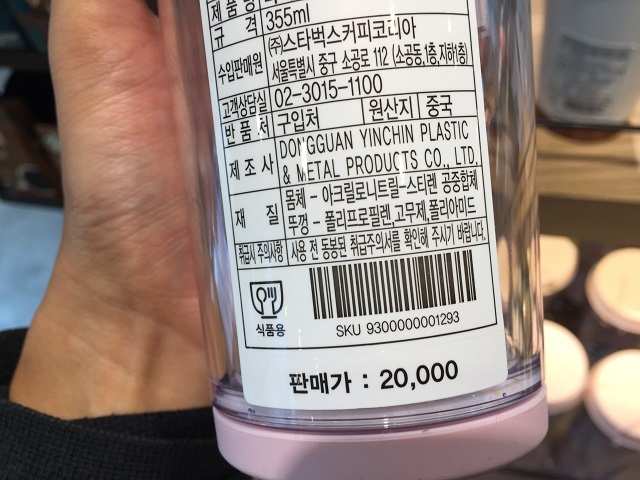 제품명
규 격 355ml
수입판매원 (주)스타벅스커피코리아
서울특별시 중구 소공로 112 (소공동,1층,지하1층)
고객상담실 02-3015-1100
반품처 구입처 원산지 중국
제조사 DONGGUAN YINCHIN PLASTIC
& METAL PRODUCTS CO., LTD.
재 질 몸체 - 아크릴로니트릴-스티렌 공중합체
뚜껑 - 폴리프로필렌,고무제,폴리아미드
취급시 주의사항 사용 전 동봉된 취급주의서를 확인해 주시기 바랍니다.
식품용
SKU 9300000001293
판매가 : 20,000